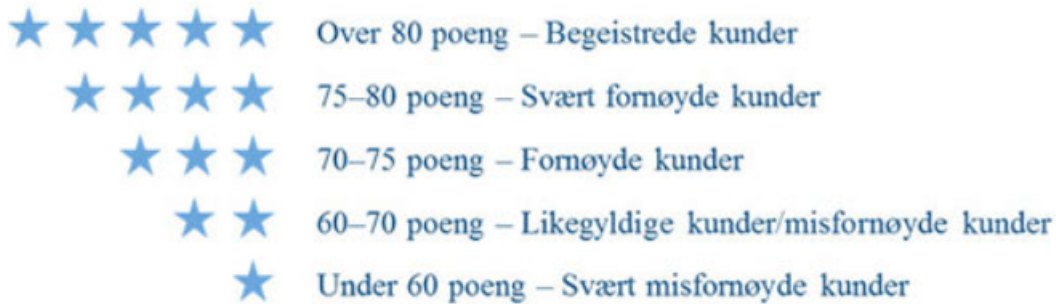 Over 80 poeng – Begeistrede kunder
75–80 poeng – Svært fornøyde kunder
70–75 poeng – Fornøyde kunder
60–70 poeng – Likegyldige kunder/misfornøyde kunder
Under 60 poeng – Svært misfornøyde kunder